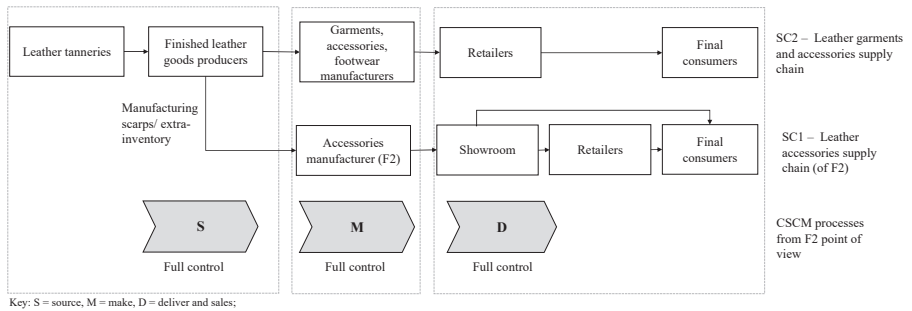 Leather tanneries
Finished leather
goods producers
Garments,
accessories,
footwear
manufacturers
Retailers
Final
consumers
SC2 – Leather garments
and accessories supply
chain
Manufacturing
scarps/ extra-
inventory
Accessories
manufacturer (F2)
Showroom
Retailers
Final
consumers
SC1 – Leather
accessories supply
chain (of F2)
S
M
D
CSCM processes
from F2 point of
view
Full control
Full control
Full control
Key: S = source, M = make, D = deliver and sales;